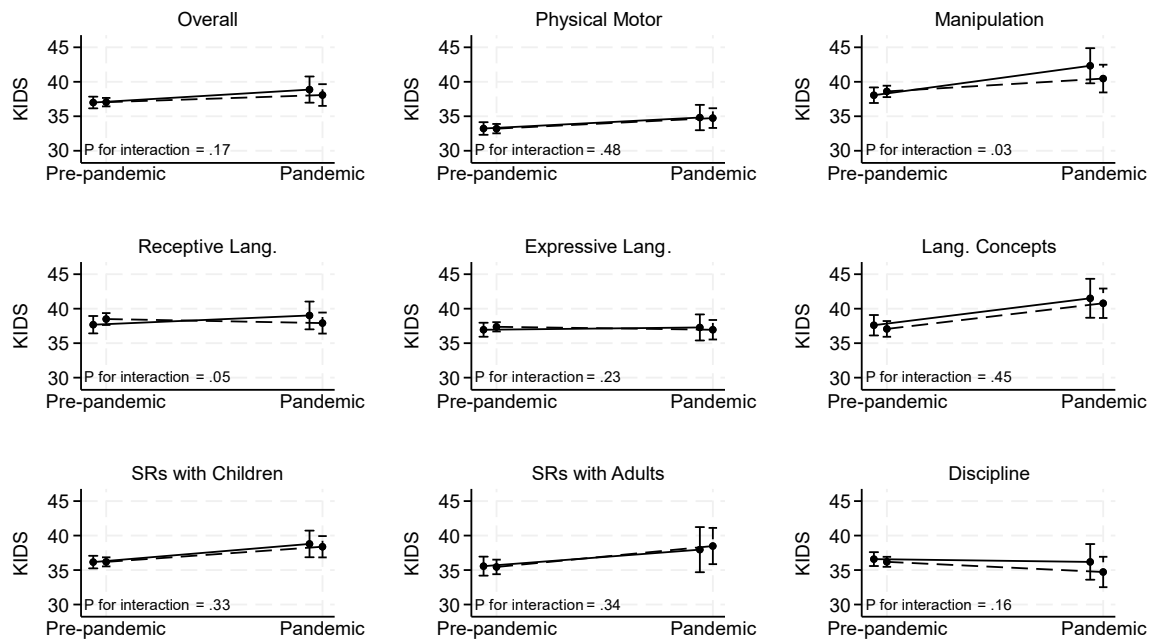 Overall
Physical Motor
Manipulation
45
40
35
30
KIDS
P for interaction = .17
Pre-pandemic Pandemic
45
40
35
30
KIDS
P for interaction = .48
Pre-pandemic Pandemic
45
40
35
30
KIDS
P for interaction = .03
Pre-pandemic Pandemic
Receptive Lang.
Expressive Lang.
Lang. Concepts
45
40
35
30
KIDS
P for interaction = .05
Pre-pandemic Pandemic
45
40
35
30
KIDS
P for interaction = .23
Pre-pandemic Pandemic
45
40
35
30
KIDS
P for interaction = .45
Pre-pandemic Pandemic
SRs with Children
SRs with Adults
Discipline
45
40
35
30
KIDS
P for interaction = .33
Pre-pandemic Pandemic
45
40
35
30
KIDS
P for interaction = .34
Pre-pandemic Pandemic
45
40
35
30
KIDS
P for interaction = .16
Pre-pandemic Pandemic